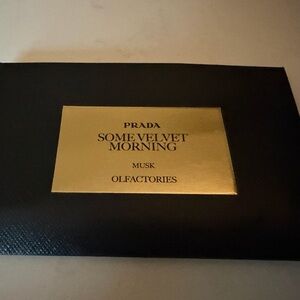 PRADA
SOME VELVET
MORNING
MUSK
OLFACTORIES